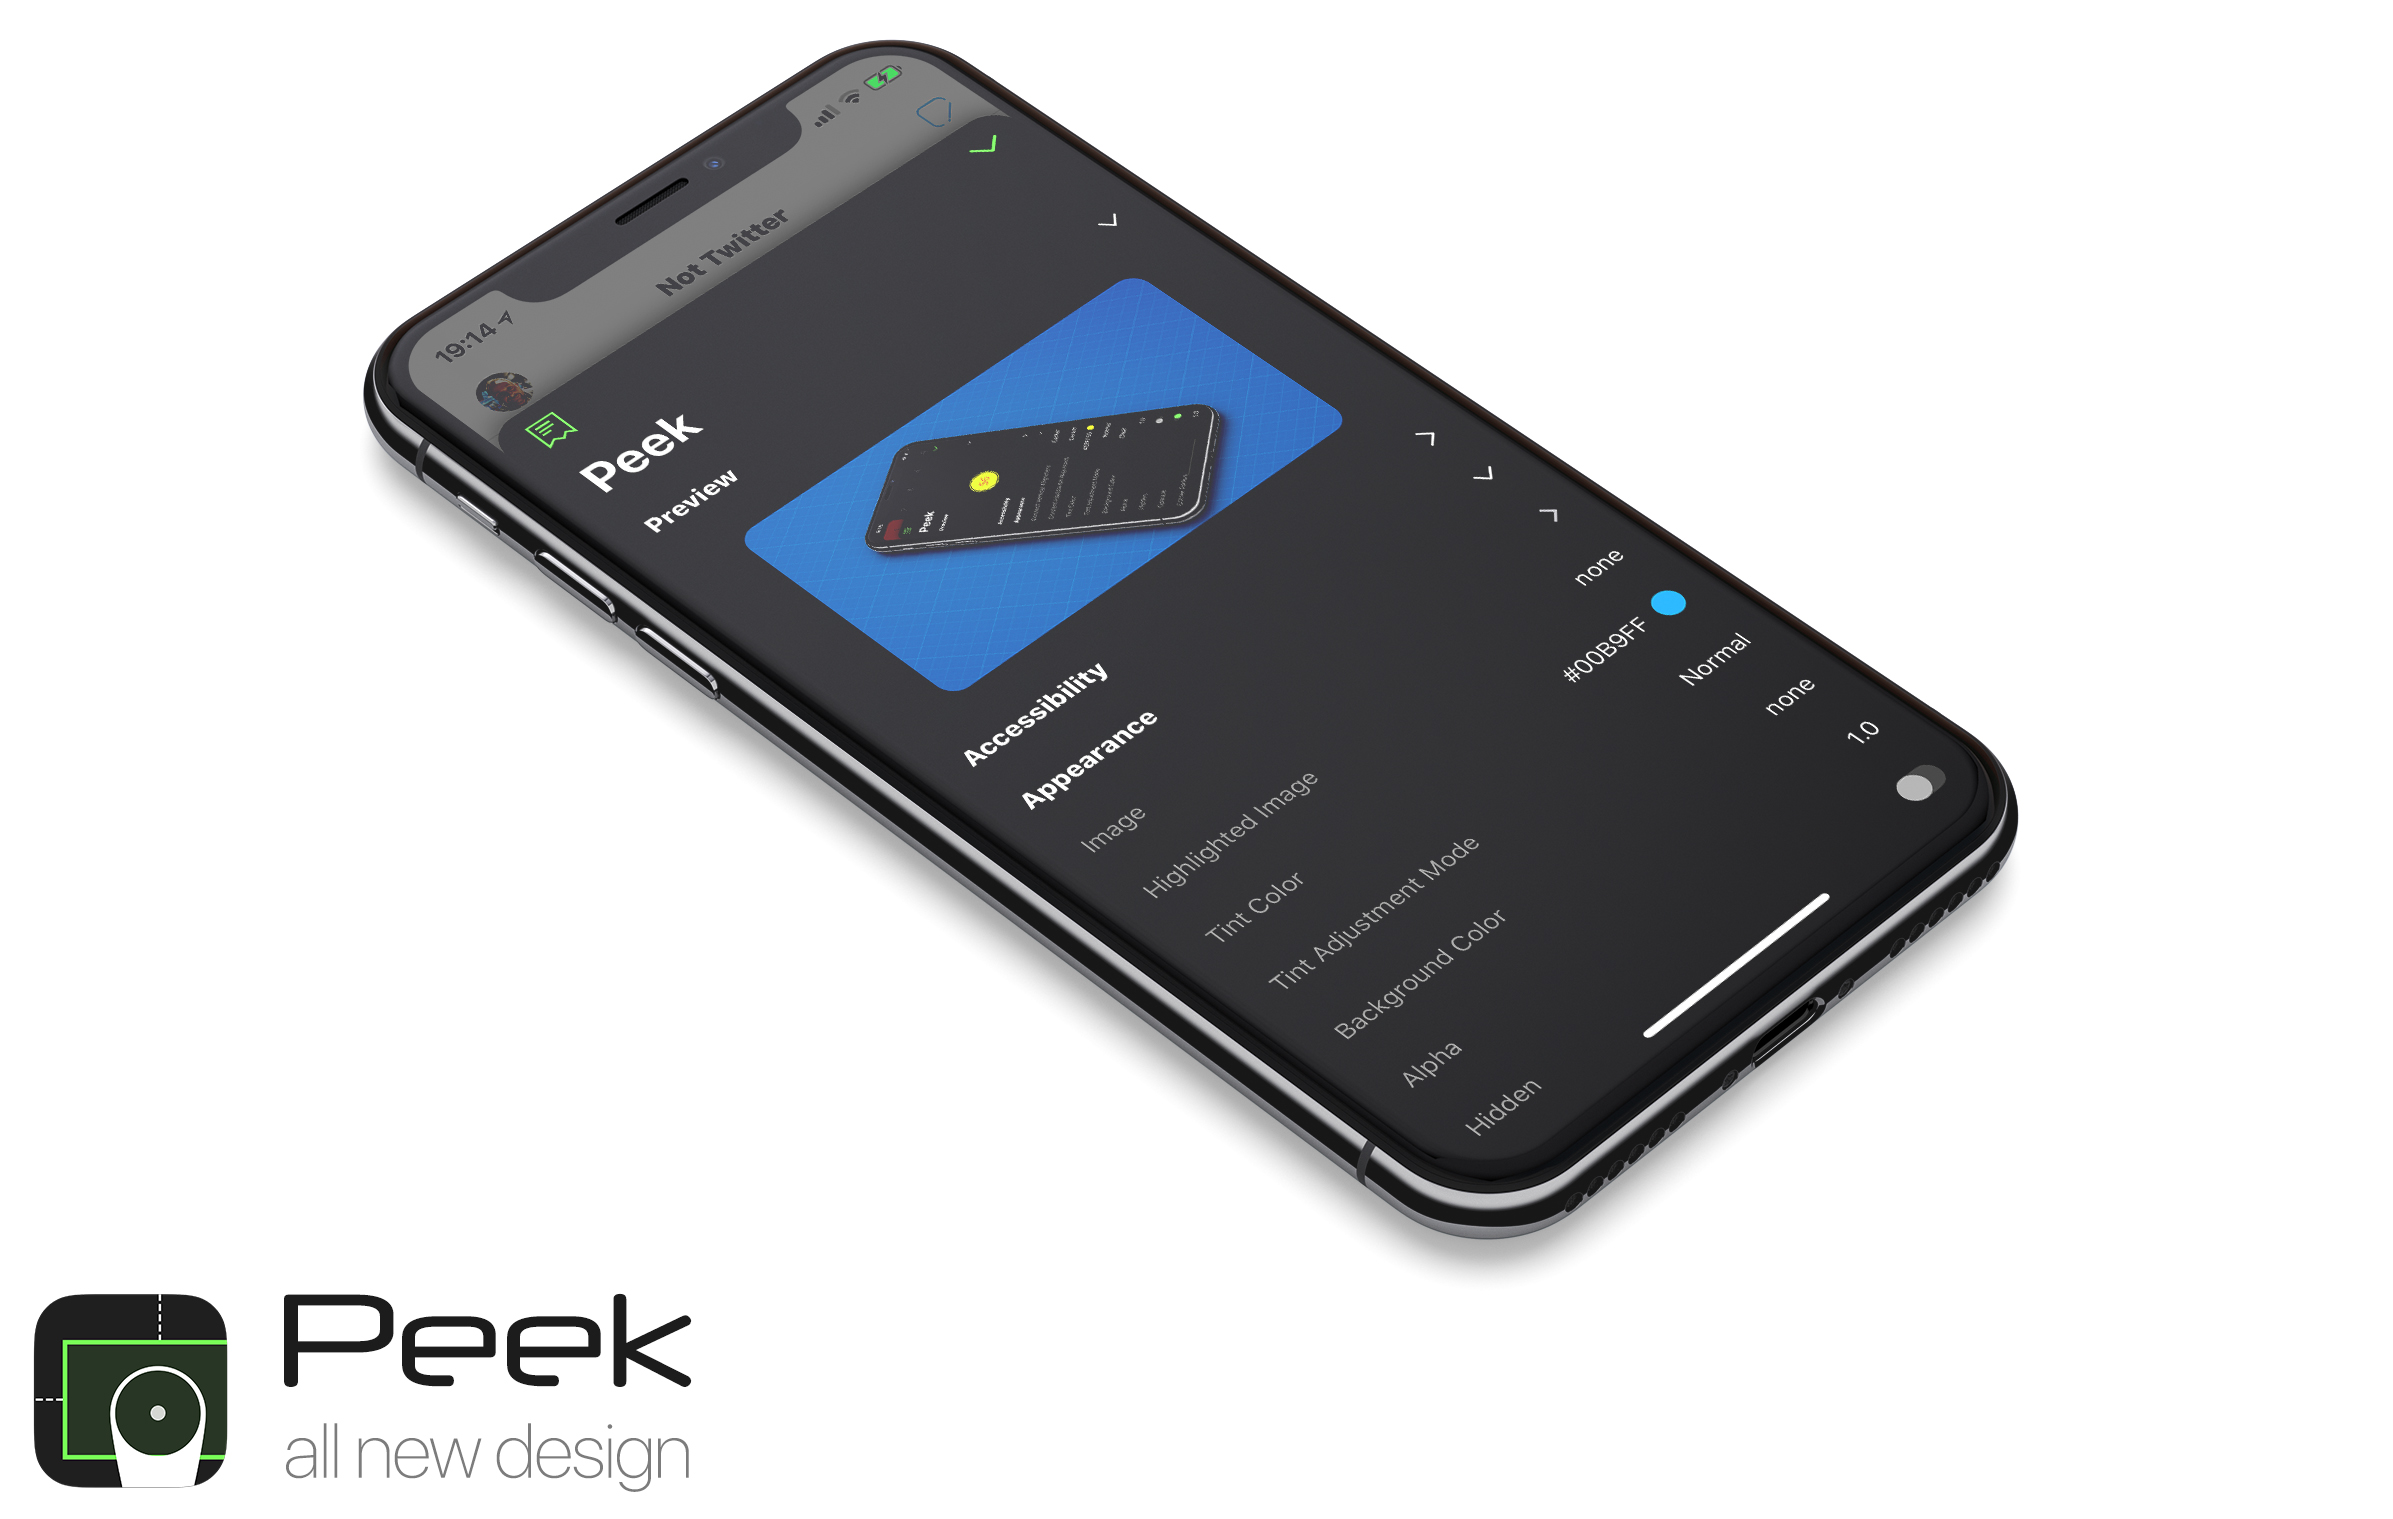 19:14
Not Twitter
Peek
Preview
Peek
Accessibility
Appearance
Image
Highlighted Image none
Tint Color #00B9FF
Tint Adjustment Mode Normal
Background Color none
Alpha 1.0
Hidden
Peek
all new design